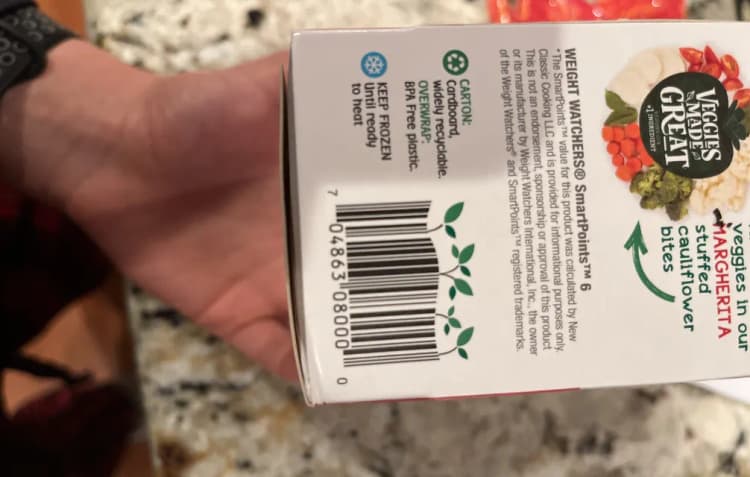 veggies in our
MARGHERITA
stuffed
cauliflower
bites
VEGGIES
MADE
GREAT
#1 INGREDIENT
WEIGHT WATCHERS® SmartPoints™ 6
*The SmartPoints™ value for this product was calculated by New
Classic Cooking LLC and is provided for informational purposes only.
This is not an endorsement, sponsorship or approval of this product
or its manufacturer by Weight Watchers International, Inc., the owner
of the Weight Watchers® and SmartPoints™ registered trademarks.
CARTON:
Cardboard,
widely recyclable.
OVERWRAP:
BPA Free plastic.
KEEP FROZEN
Until ready
to heat
7 04863 08000 0